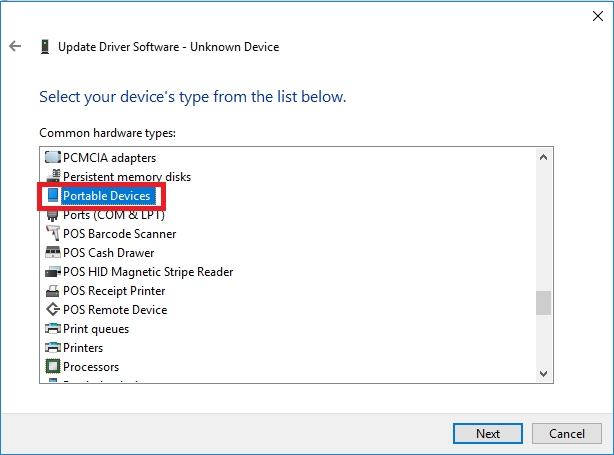 Update Driver Software - Unknown Device
Select your device's type from the list below.
Common hardware types:
PCMCIA adapters
Persistent memory disks
Portable Devices
Ports (COM & LPT)
POS Barcode Scanner
POS Cash Drawer
POS HID Magnetic Stripe Reader
POS Receipt Printer
POS Remote Device
Print queues
Printers
Processors
Next
Cancel